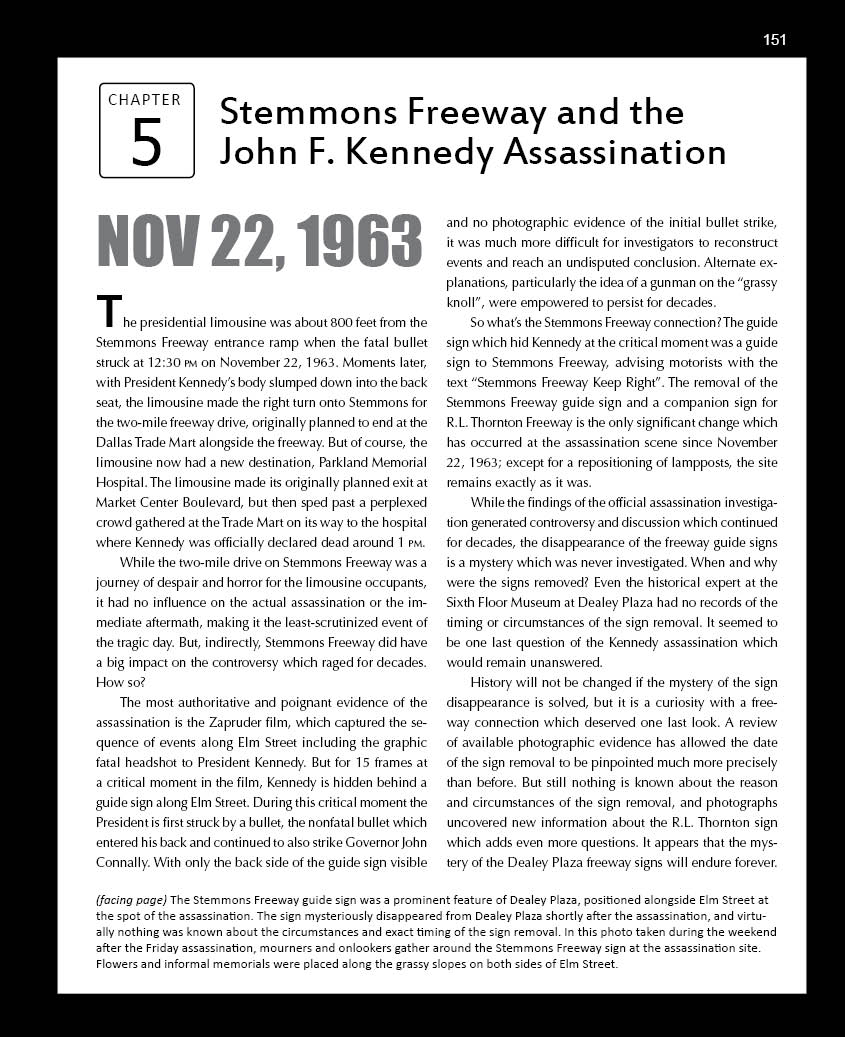 151
CHAPTER
5
Stemmons Freeway and the
John F. Kennedy Assassination
NOV 22, 1963
The presidential limousine was about 800 feet from the
Stemmons Freeway entrance ramp when the fatal bullet
struck at 12:30 PM on November 22, 1963. Moments later,
with President Kennedy's body slumped down into the back
seat, the limousine made the right turn onto Stemmons for
the two-mile freeway drive, originally planned to end at the
Dallas Trade Mart alongside the freeway. But of course, the
limousine now had a new destination, Parkland Memorial
Hospital. The limousine made its originally planned exit at
Market Center Boulevard, but then sped past a perplexed
crowd gathered at the Trade Mart on its way to the hospital
where Kennedy was officially declared dead around 1 PM.
While the two-mile drive on Stemmons Freeway was a
journey of despair and horror for the limousine occupants,
it had no influence on the actual assassination or the im-
mediate aftermath, making it the least-scrutinized event of
the tragic day. But, indirectly, Stemmons Freeway did have
a big impact on the controversy which raged for decades.
How so?
The most authoritative and poignant evidence of the
assassination is the Zapruder film, which captured the se-
quence of events along Elm Street including the graphic
fatal headshot to President Kennedy. But for 15 frames at
a critical moment in the film, Kennedy is hidden behind a
guide sign along Elm Street. During this critical moment the
President is first struck by a bullet, the nonfatal bullet which
entered his back and continued to also strike Governor John
Connally. With only the back side of the guide sign visible
and no photographic evidence of the initial bullet strike,
it was much more difficult for investigators to reconstruct
events and reach an undisputed conclusion. Alternate ex-
planations, particularly the idea of a gunman on the "grassy
knoll", were empowered to persist for decades.
So what's the Stemmons Freeway connection? The guide
sign which hid Kennedy at the critical moment was a guide
sign to Stemmons Freeway, advising motorists with the
text "Stemmons Freeway Keep Right". The removal of the
Stemmons Freeway guide sign and a companion sign for
R.L. Thornton Freeway is the only significant change which
has occurred at the assassination scene since November
22, 1963; except for a repositioning of lampposts, the site
remains exactly as it was.
While the findings of the official assassination investiga-
tion generated controversy and discussion which continued
for decades, the disappearance of the freeway guide signs
is a mystery which was never investigated. When and why
were the signs removed? Even the historical expert at the
Sixth Floor Museum at Dealey Plaza had no records of the
timing or circumstances of the sign removal. It seemed to
be one last question of the Kennedy assassination which
would remain unanswered.
History will not be changed if the mystery of the sign
disappearance is solved, but it is a curiosity with a free-
way connection which deserved one last look. A review
of available photographic evidence has allowed the date
of the sign removal to be pinpointed much more precisely
than before. But still nothing is known about the reason
and circumstances of the sign removal, and photographs
uncovered new information about the R.L. Thornton sign
which adds even more questions. It appears that the mys-
tery of the Dealey Plaza freeway signs will endure forever.
(facing page) The Stemmons Freeway guide sign was a prominent feature of Dealey Plaza, positioned alongside Elm Street at
the spot of the assassination. The sign mysteriously disappeared from Dealey Plaza shortly after the assassination, and virtu-
ally nothing was known about the circumstances and exact timing of the sign removal. In this photo taken during the weekend
after the Friday assassination, mourners and onlookers gather around the Stemmons Freeway sign at the assassination site.
Flowers and informal memorials were placed along the grassy slopes on both sides of Elm Street.